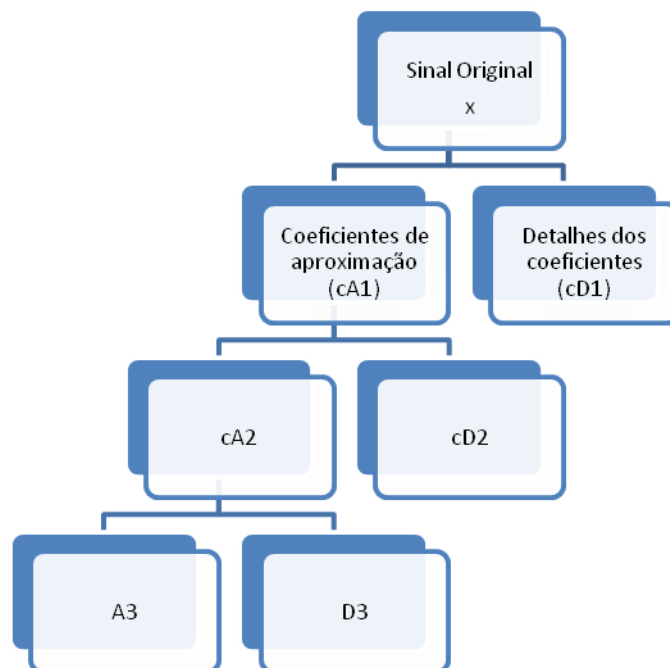 Sinal Original
x
Coeficientes de
aproximação
(cA1)
Detalhes dos
coeficientes
(cD1)
cA2
cD2
A3
D3